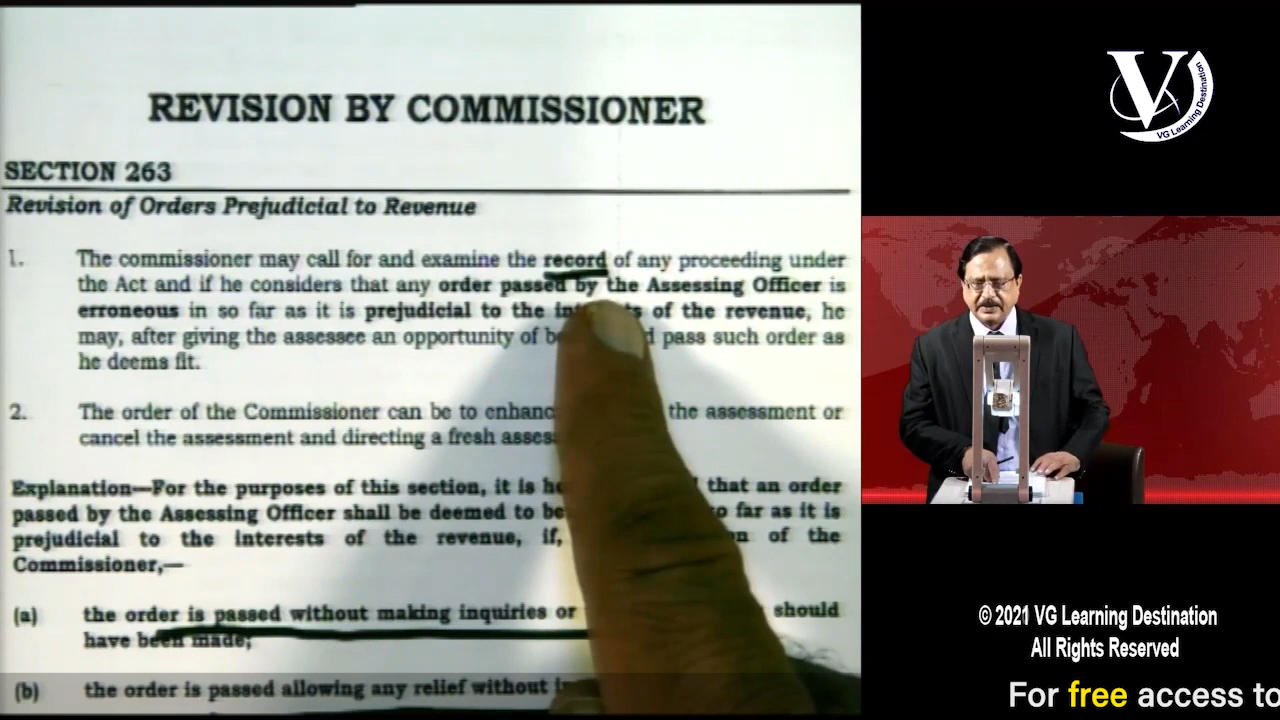 REVISION BY COMMISSIONER
SECTION 263
Revision of Orders Prejudicial to Revenue
1. The commissioner may call for and examine the record of any proceeding under
the Act and if he considers that any order passed by the Assessing Officer is
erroneous in so far as it is prejudicial to the of the revenue, he
may, after giving the assessee an opportunity of pass such order as
he deems fit.
2. The order of the Commissioner can be to the assessment or
cancel the assessment and directing a fresh
Explanation—For the purposes of this section, it is that an order
passed by the Assessing Officer shall be deemed to far as it is
prejudicial to the interests of the revenue, if, of the
Commissioner,—
(a) the order is passed without making inquiries or should
have been made;
(b) the order is passed allowing any relief without
V
VG Learning Destination
© 2021 VG Learning Destination
All Rights Reserved
For free access to